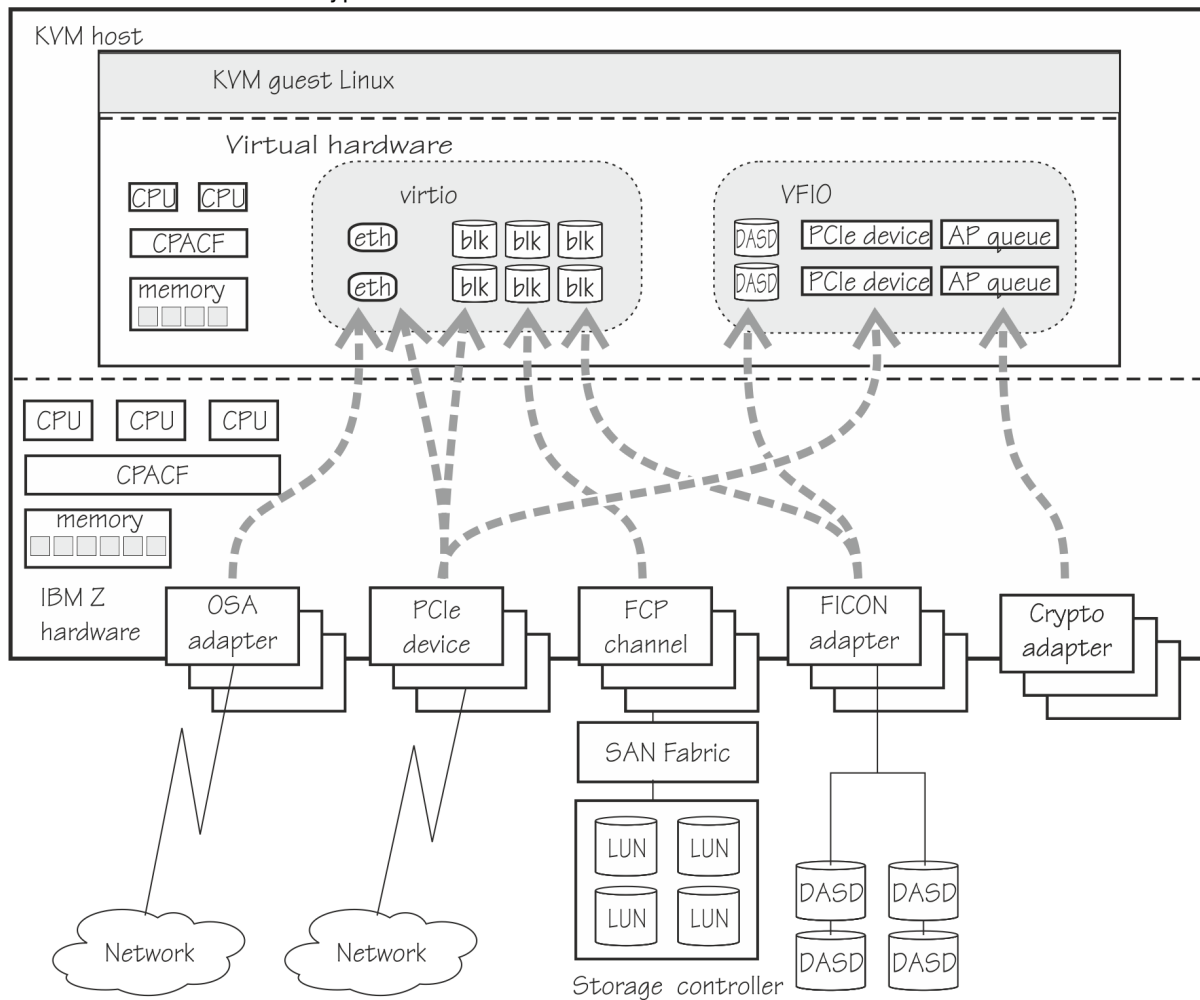 KVM host
KVM guest Linux
Virtual hardware
CPU CPU
CPACF
memory
virtio
eth
eth
blk blk blk
blk blk blk
VFIO
DASD PCIe device AP queue
DASD PCIe device AP queue
CPU CPU CPU
CPACF
memory
IBM Z
hardware
OSA
adapter
PCIe
device
FCP
channel
FICON
adapter
Crypto
adapter
SAN Fabric
LUN LUN
LUN LUN
Storage controller
DASD DASD
DASD DASD
Network
Network